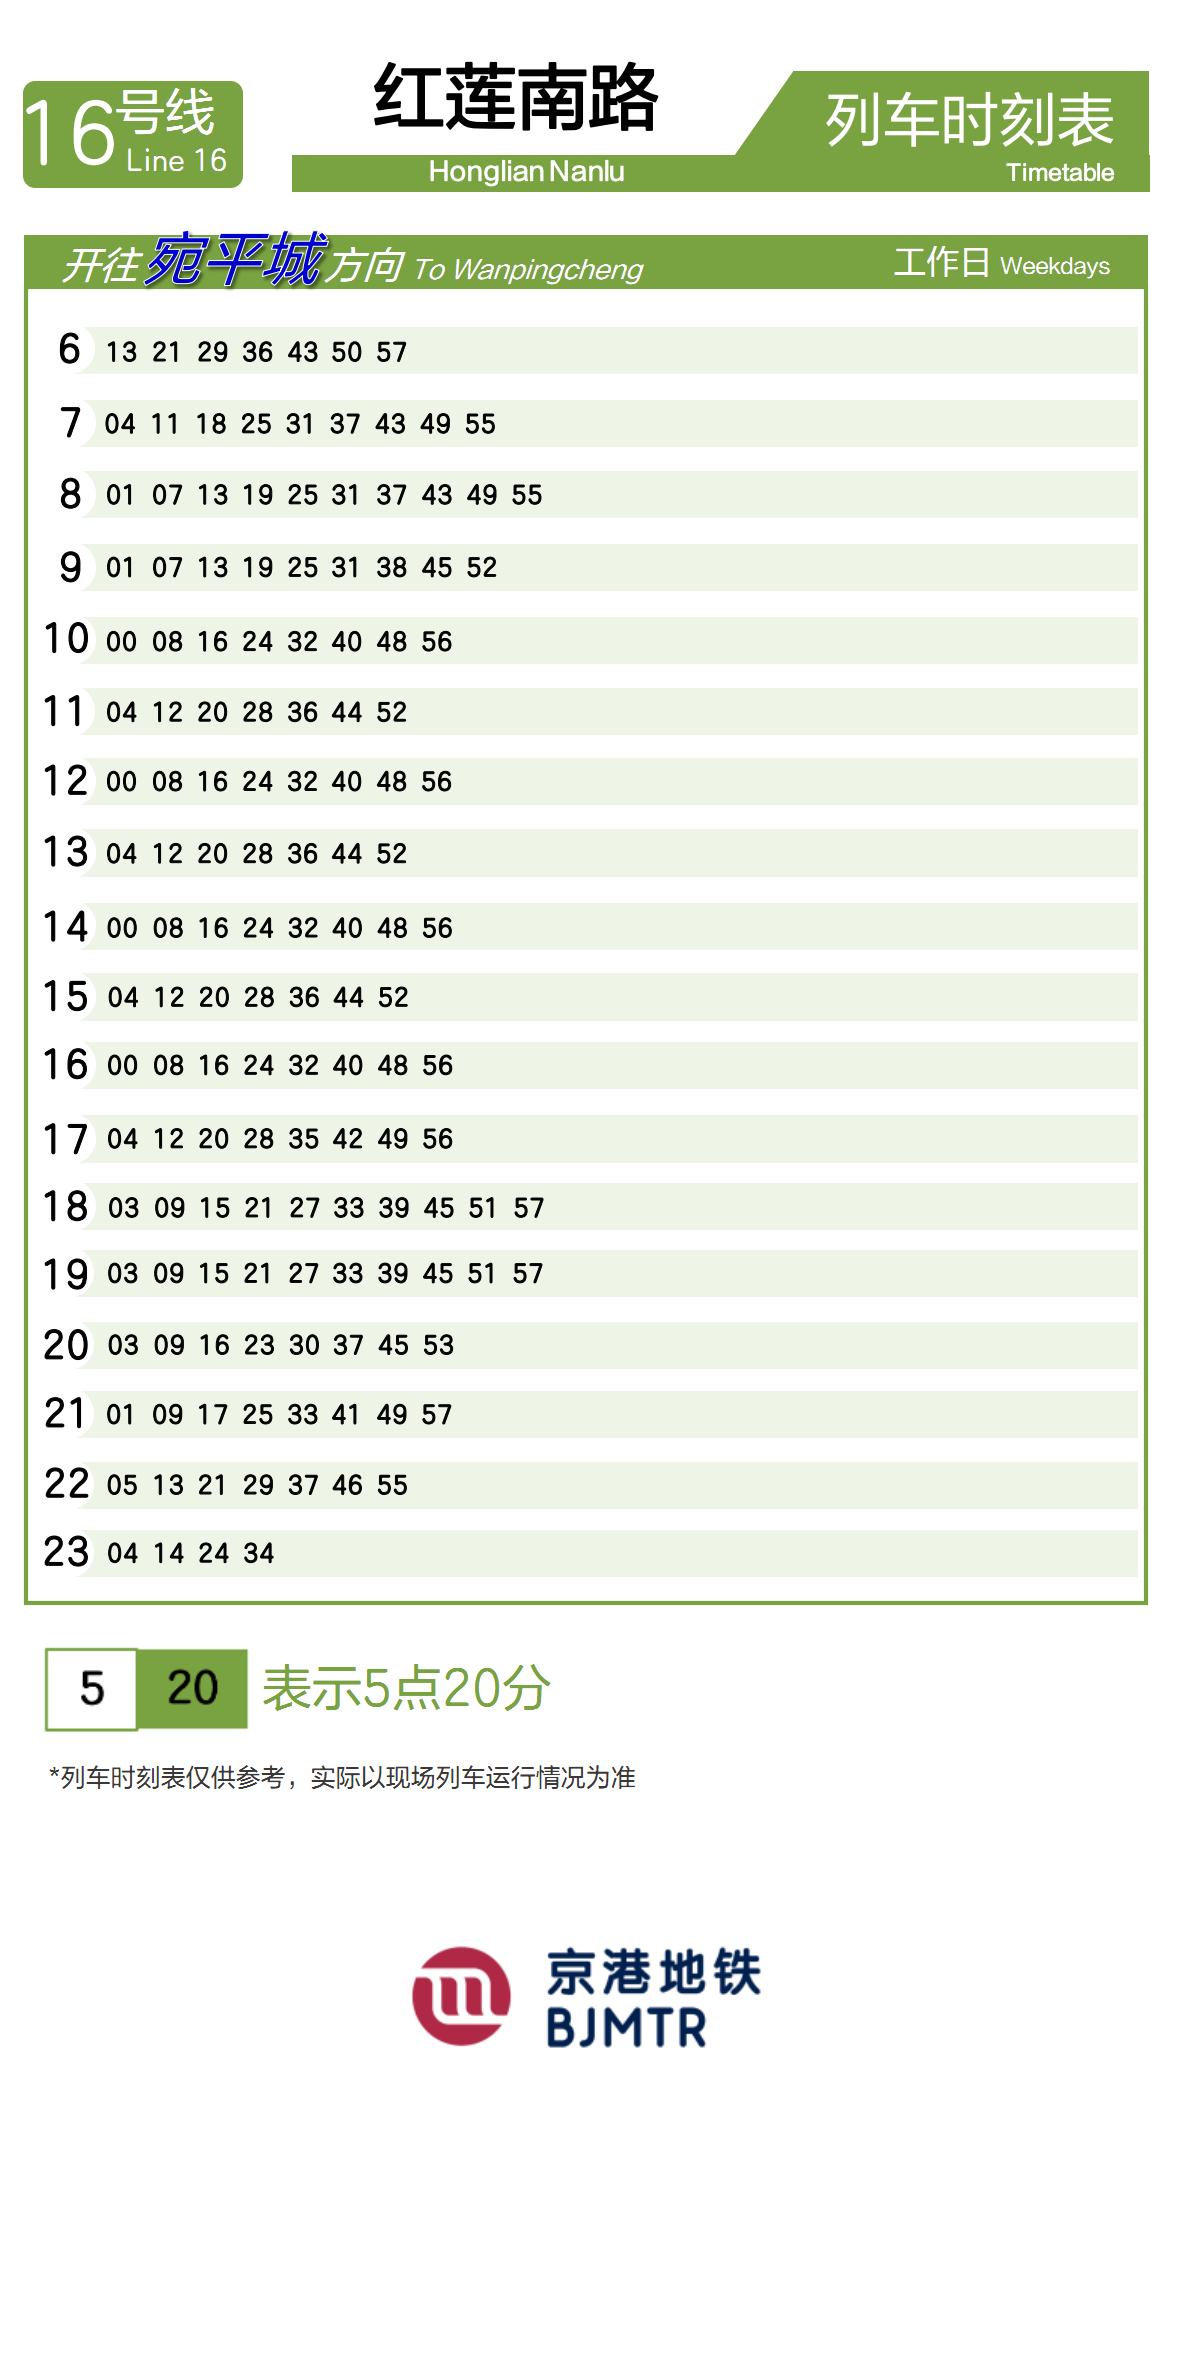 16号线
Line 16
红莲南路
Honglian Nanlu
列车时刻表
Timetable
开往宛平城方向 To Wanpingcheng 工作日 Weekdays
6 13 21 29 36 43 50 57
7 04 11 18 25 31 37 43 49 55
8 01 07 13 19 25 31 37 43 49 55
9 01 07 13 19 25 31 38 45 52
10 00 08 16 24 32 40 48 56
11 04 12 20 28 36 44 52
12 00 08 16 24 32 40 48 56
13 04 12 20 28 36 44 52
14 00 08 16 24 32 40 48 56
15 04 12 20 28 36 44 52
16 00 08 16 24 32 40 48 56
17 04 12 20 28 35 42 49 56
18 03 09 15 21 27 33 39 45 51 57
19 03 09 15 21 27 33 39 45 51 57
20 03 09 16 23 30 37 45 53
21 01 09 17 25 33 41 49 57
22 05 13 21 29 37 46 55
23 04 14 24 34
5 20 表示5点20分
*列车时刻表仅供参考，实际以现场列车运行情况为准
京港地铁
BJMTR